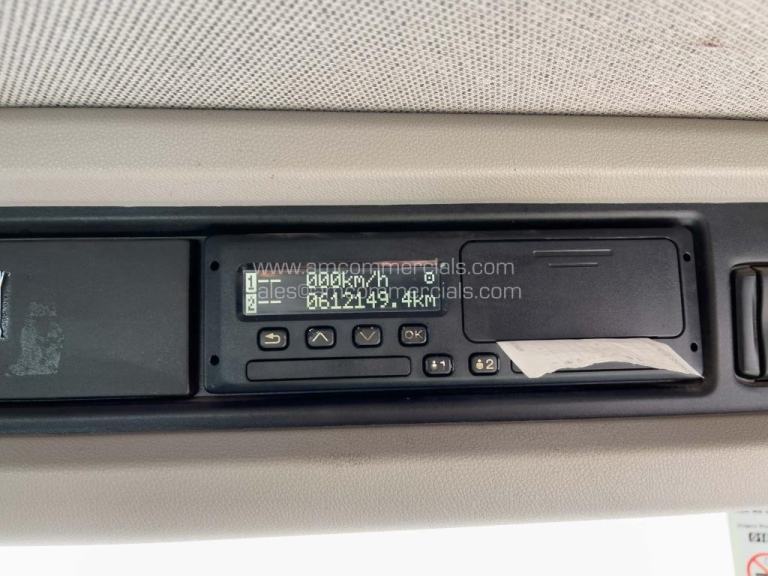 www.amcommercials.com
1 -- 000km/h
sales@amcommercials.com
2 -- 0612149.4km
OK
1 2